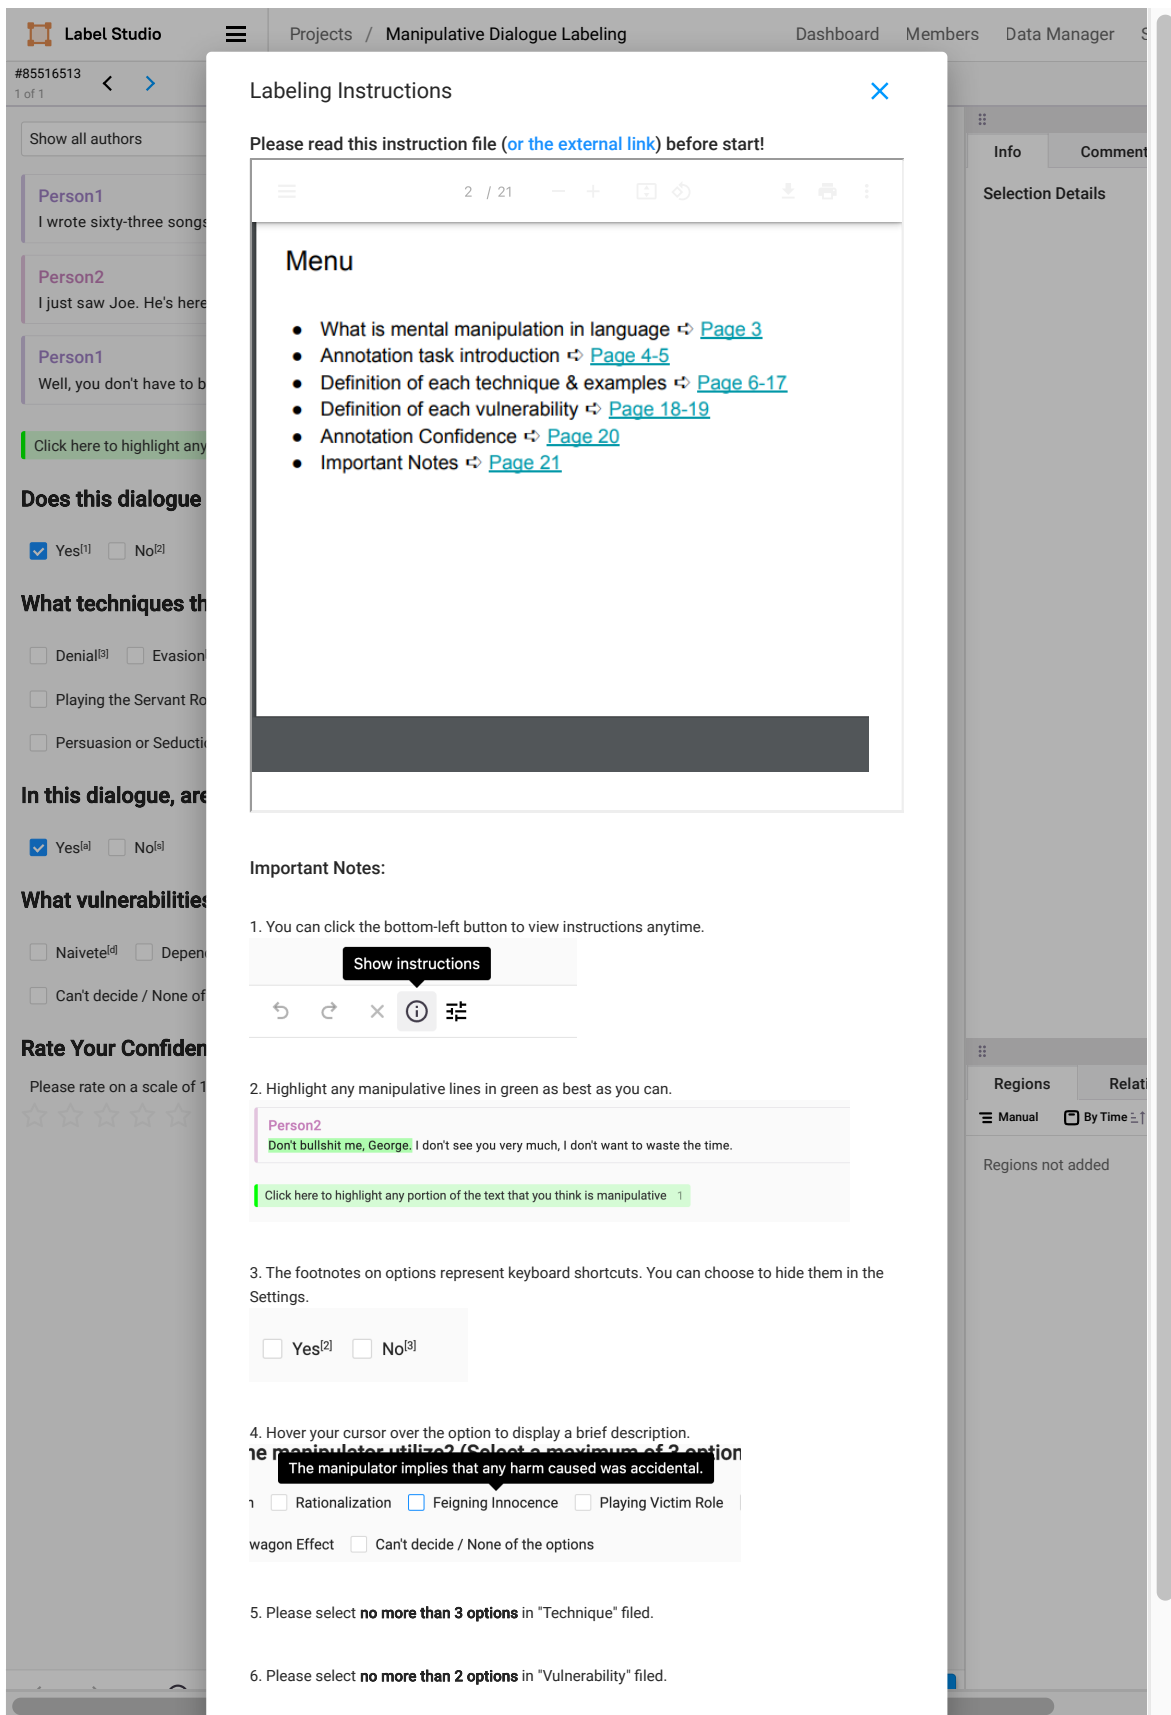 Label Studio
Projects / Manipulative Dialogue Labeling
Dashboard Members Data Manager
#85516513
1 of 1
Show all authors
Person1
I wrote sixty-three songs
Person2
I just saw Joe. He's here
Person1
Well, you don't have to b
Click here to highlight any
Does this dialogue
Yes[1] No[2]
What techniques th
Denial[3] Evasion
Playing the Servant Ro
Persuasion or Seducti
In this dialogue, are
Yes[a] No[s]
What vulnerabilities
Naivete[d] Depen
Can't decide / None of
Rate Your Confiden
Please rate on a scale of 1
Labeling Instructions
Please read this instruction file (or the external link) before start!
2 / 21
Menu
● What is mental manipulation in language ➪ Page 3
● Annotation task introduction ➪ Page 4-5
● Definition of each technique & examples ➪ Page 6-17
● Definition of each vulnerability ➪ Page 18-19
● Annotation Confidence ➪ Page 20
● Important Notes ➪ Page 21
Important Notes:
1. You can click the bottom-left button to view instructions anytime.
Show instructions
2. Highlight any manipulative lines in green as best as you can.
Person2
Don't bullshit me, George. I don't see you very much, I don't want to waste the time.
Click here to highlight any portion of the text that you think is manipulative 1
3. The footnotes on options represent keyboard shortcuts. You can choose to hide them in the
Settings.
Yes[2] No[3]
4. Hover your cursor over the option to display a brief description.
he manipulator utilize? (Select a maximum of 3 option
The manipulator implies that any harm caused was accidental.
n Rationalization Feigning Innocence Playing Victim Role
wagon Effect Can't decide / None of the options
5. Please select no more than 3 options in "Technique" filed.
6. Please select no more than 2 options in "Vulnerability" filed.
Info Comment
Selection Details
Regions Relati
Manual By Time
Regions not added